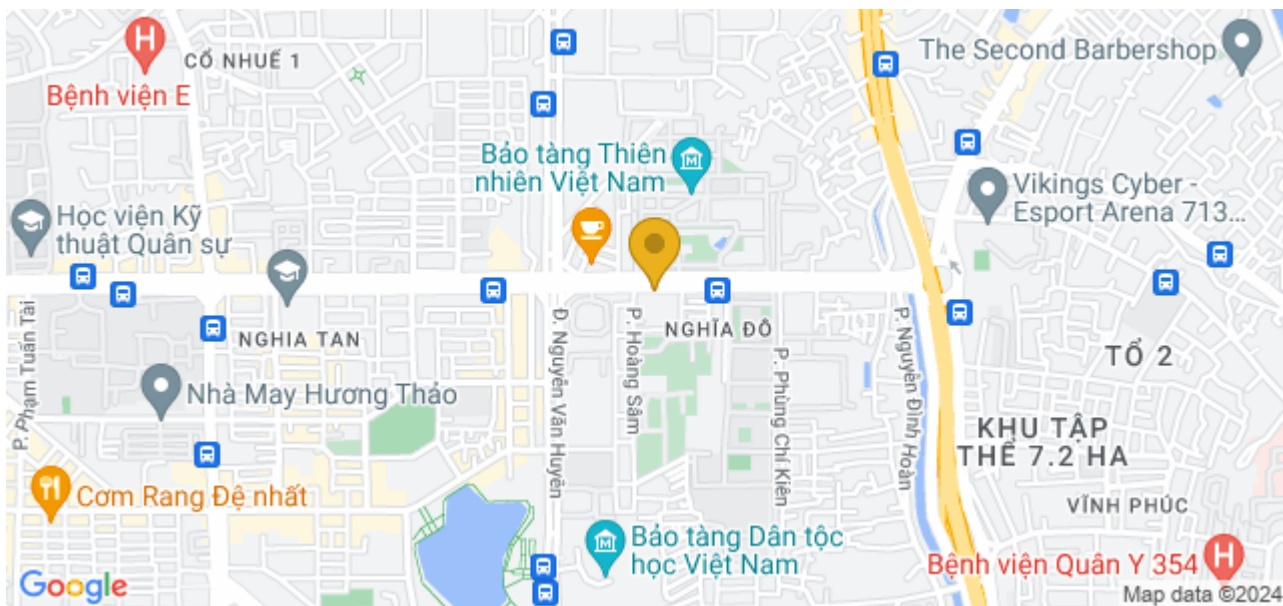 H
Bệnh viện E
CỔ NHUẾ 1
The Second Barbershop
Bảo tàng Thiên
nhiên Việt Nam
M
Vikings Cyber -
Esport Arena 713...
Học viện Kỹ
thuật Quân sự
NGHIA TAN
NGHĨA ĐÔ
TỔ 2
P. Phạm Tuấn Tài
Đ. Nguyễn Văn Huyên
P. Hoàng Sâm
P. Phùng Chí Kiên
P. Nguyễn Đình Hoàn
Nhà May Hương Thảo
KHU TẬP
THỂ 7.2 HA
Cơm Rang Đệ nhất
VĨNH PHÚC
M
Bảo tàng Dân tộc
học Việt Nam
Bệnh viện Quân Y 354
H
Google
Map data ©2024